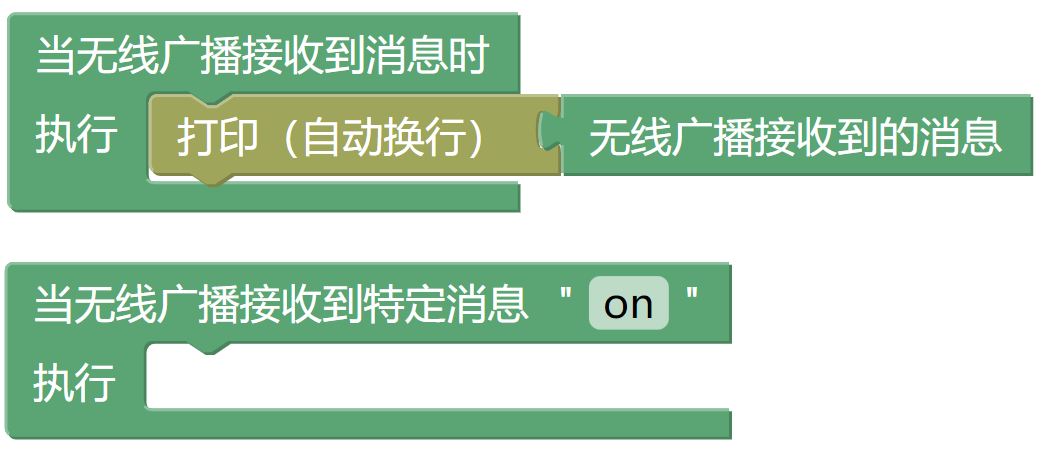 当无线广播接收到消息时
执行 打印（自动换行） 无线广播接收到的消息
当无线广播接收到特定消息 " on "
执行